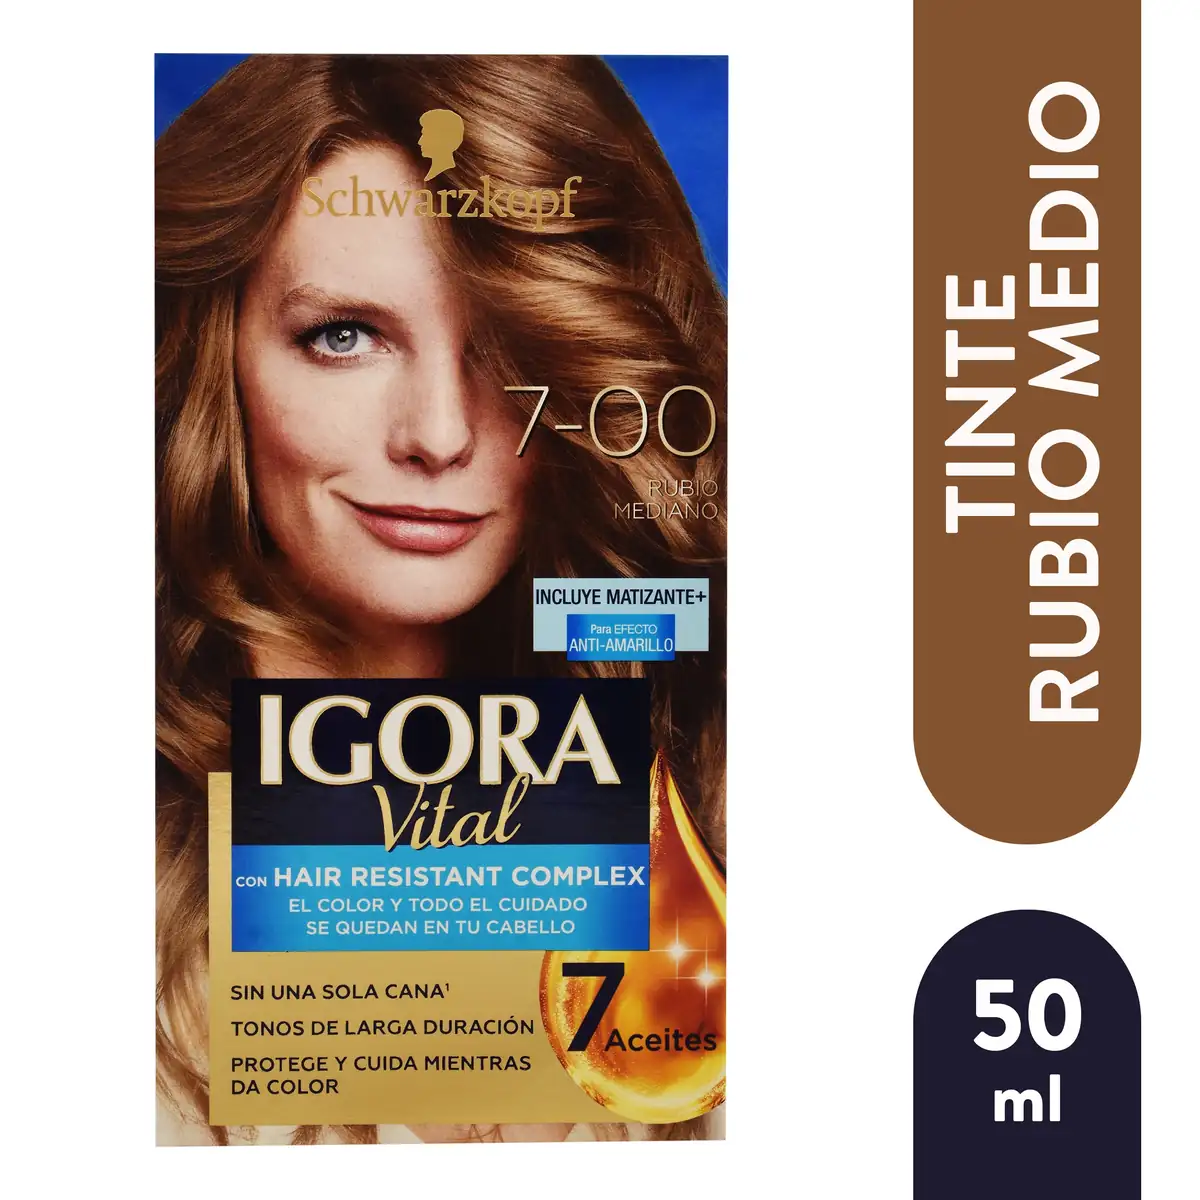 Schwarzkopf
7-00
RUBIO
MEDIANO
INCLUYE MATIZANTE+
Para EFECTO
ANTI-AMARILLO
IGORA
Vital
CON HAIR RESISTANT COMPLEX
EL COLOR Y TODO EL CUIDADO
SE QUEDAN EN TU CABELLO
SIN UNA SOLA CANA¹
TONOS DE LARGA DURACIÓN
PROTEGE Y CUIDA MIENTRAS
DA COLOR
7 Aceites
TINTE
RUBIO MEDIO
50
ml